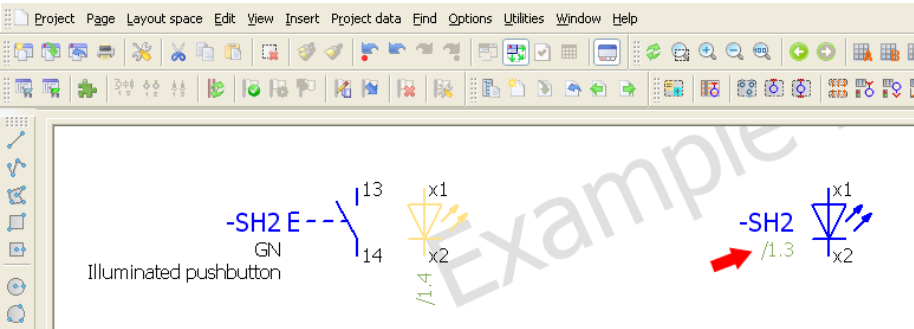 Project Page Layout space Edit View Insert Project data Find Options Utilities Window Help
Example
13
x1
x1
-SH2
-SH2
GN
/1.3
14
x2
x2
Illuminated pushbutton
/1.4